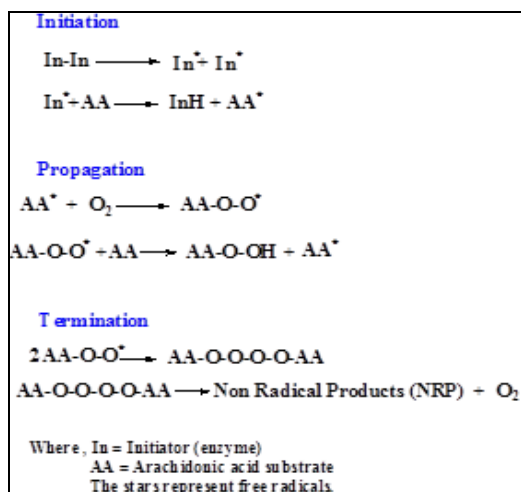 Initiation
In-In ⟶ In* + In*
In* + AA ⟶ InH + AA*
Propagation
AA* + O₂ ⟶ AA-O-O*
AA-O-O* + AA ⟶ AA-O-OH + AA*
Termination
2AA-O-O* ⟶ AA-O-O-O-O-AA
AA-O-O-O-O-AA ⟶ Non Radical Products (NRP) + O₂
Where, In = Initiator (enzyme)
AA = Arachidonic acid substrate
The stars represent free radicals.